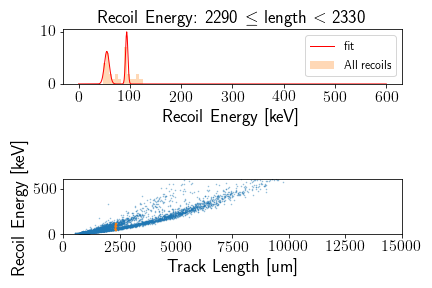 Recoil Energy: 2290 ≤ length < 2330
10
0
fit
All recoils
0 100 200 300 400 500 600
Recoil Energy [keV]
Recoil Energy [keV]
500
0
0 2500 5000 7500 10000 12500 15000
Track Length [um]